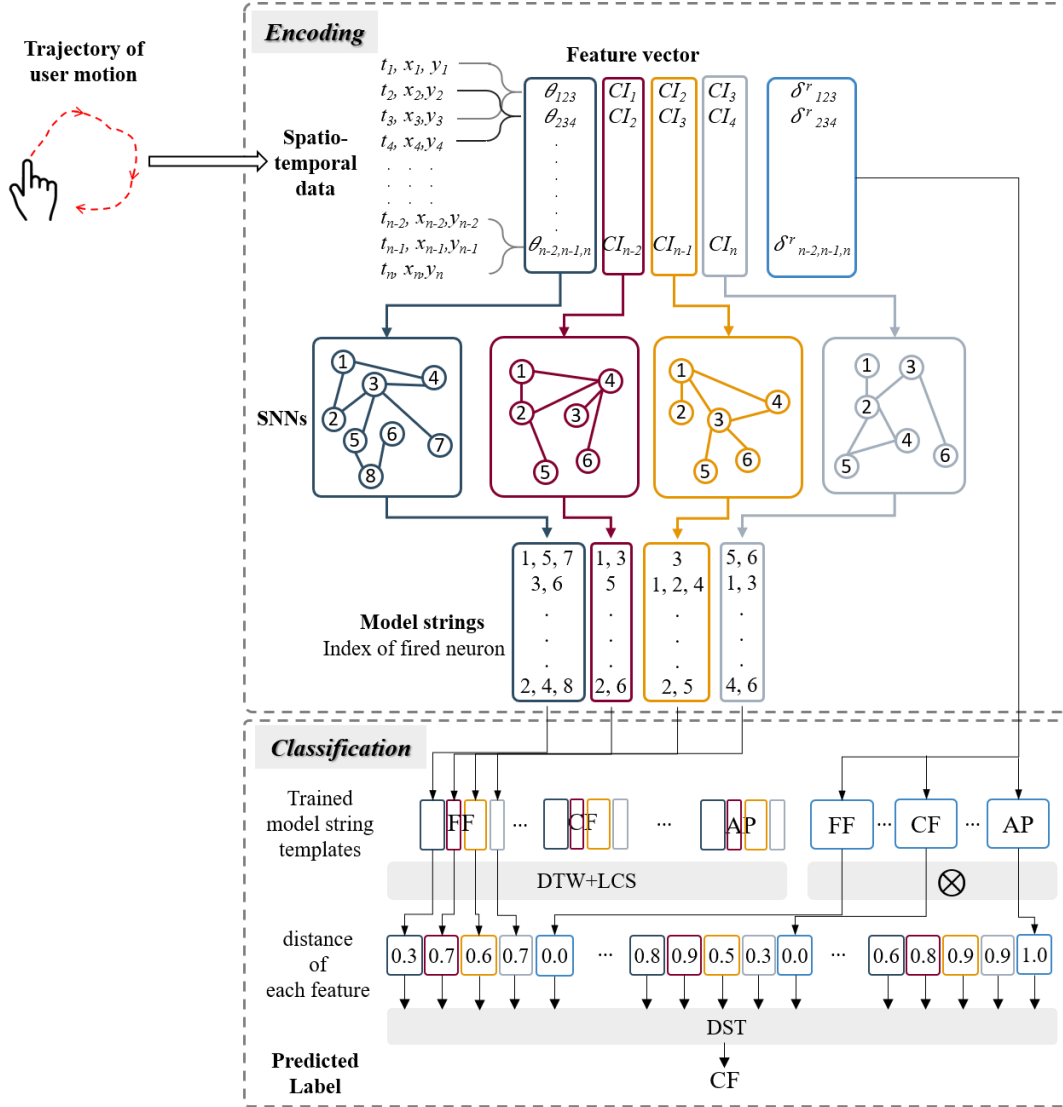 Encoding
Trajectory of
user motion
Feature vector
t1, x1, y1
t2, x2,y2
t3, x3,y3
t4, x4,y4
. . .
. . .
tn-2, xn-2,yn-2
tn-1, xn-1,yn-1
tn, xn,yn
Spatio-
temporal
data
θ123 CI1 CI2 CI3 δr 123
θ234 CI2 CI3 CI4 δr 234
.
.
.
.
.
θn-2,n-1,n CIn-2 CIn-1 CIn δr n-2,n-1,n
SNNs
1 2 3 4 5 6 7 8
1 2 3 4 5 6
1 2 3 4 5 6
1 2 3 4 5 6
Model strings
Index of fired neuron
1, 5, 7 1, 3 3 5, 6
3, 6 5 1, 2, 4 1, 3
. . . .
. . . .
. . . .
. . . .
2, 4, 8 2, 6 2, 5 4, 6
Classification
Trained
model string
templates
FF ... CF ... AP FF ... CF ... AP
DTW+LCS
distance
of
each feature
0.3 0.7 0.6 0.7 0.0 ... 0.8 0.9 0.5 0.3 0.0 ... 0.6 0.8 0.9 0.9 1.0
DST
Predicted
Label
CF